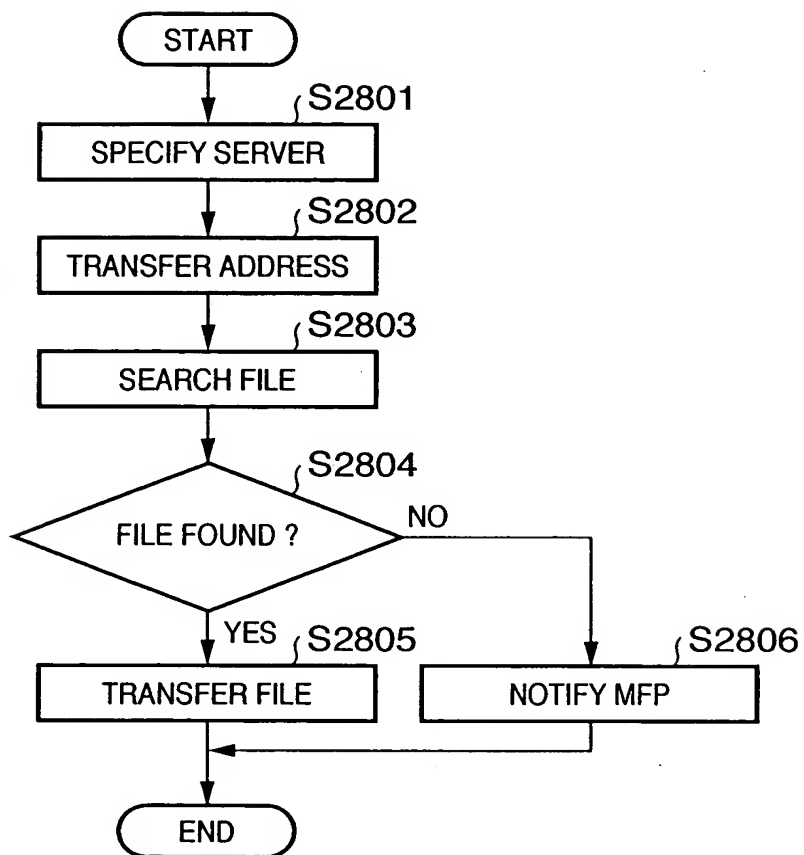 START
S2801
SPECIFY SERVER
S2802
TRANSFER ADDRESS
S2803
SEARCH FILE
S2804
FILE FOUND ?
NO
YES
S2805
TRANSFER FILE
S2806
NOTIFY MFP
END